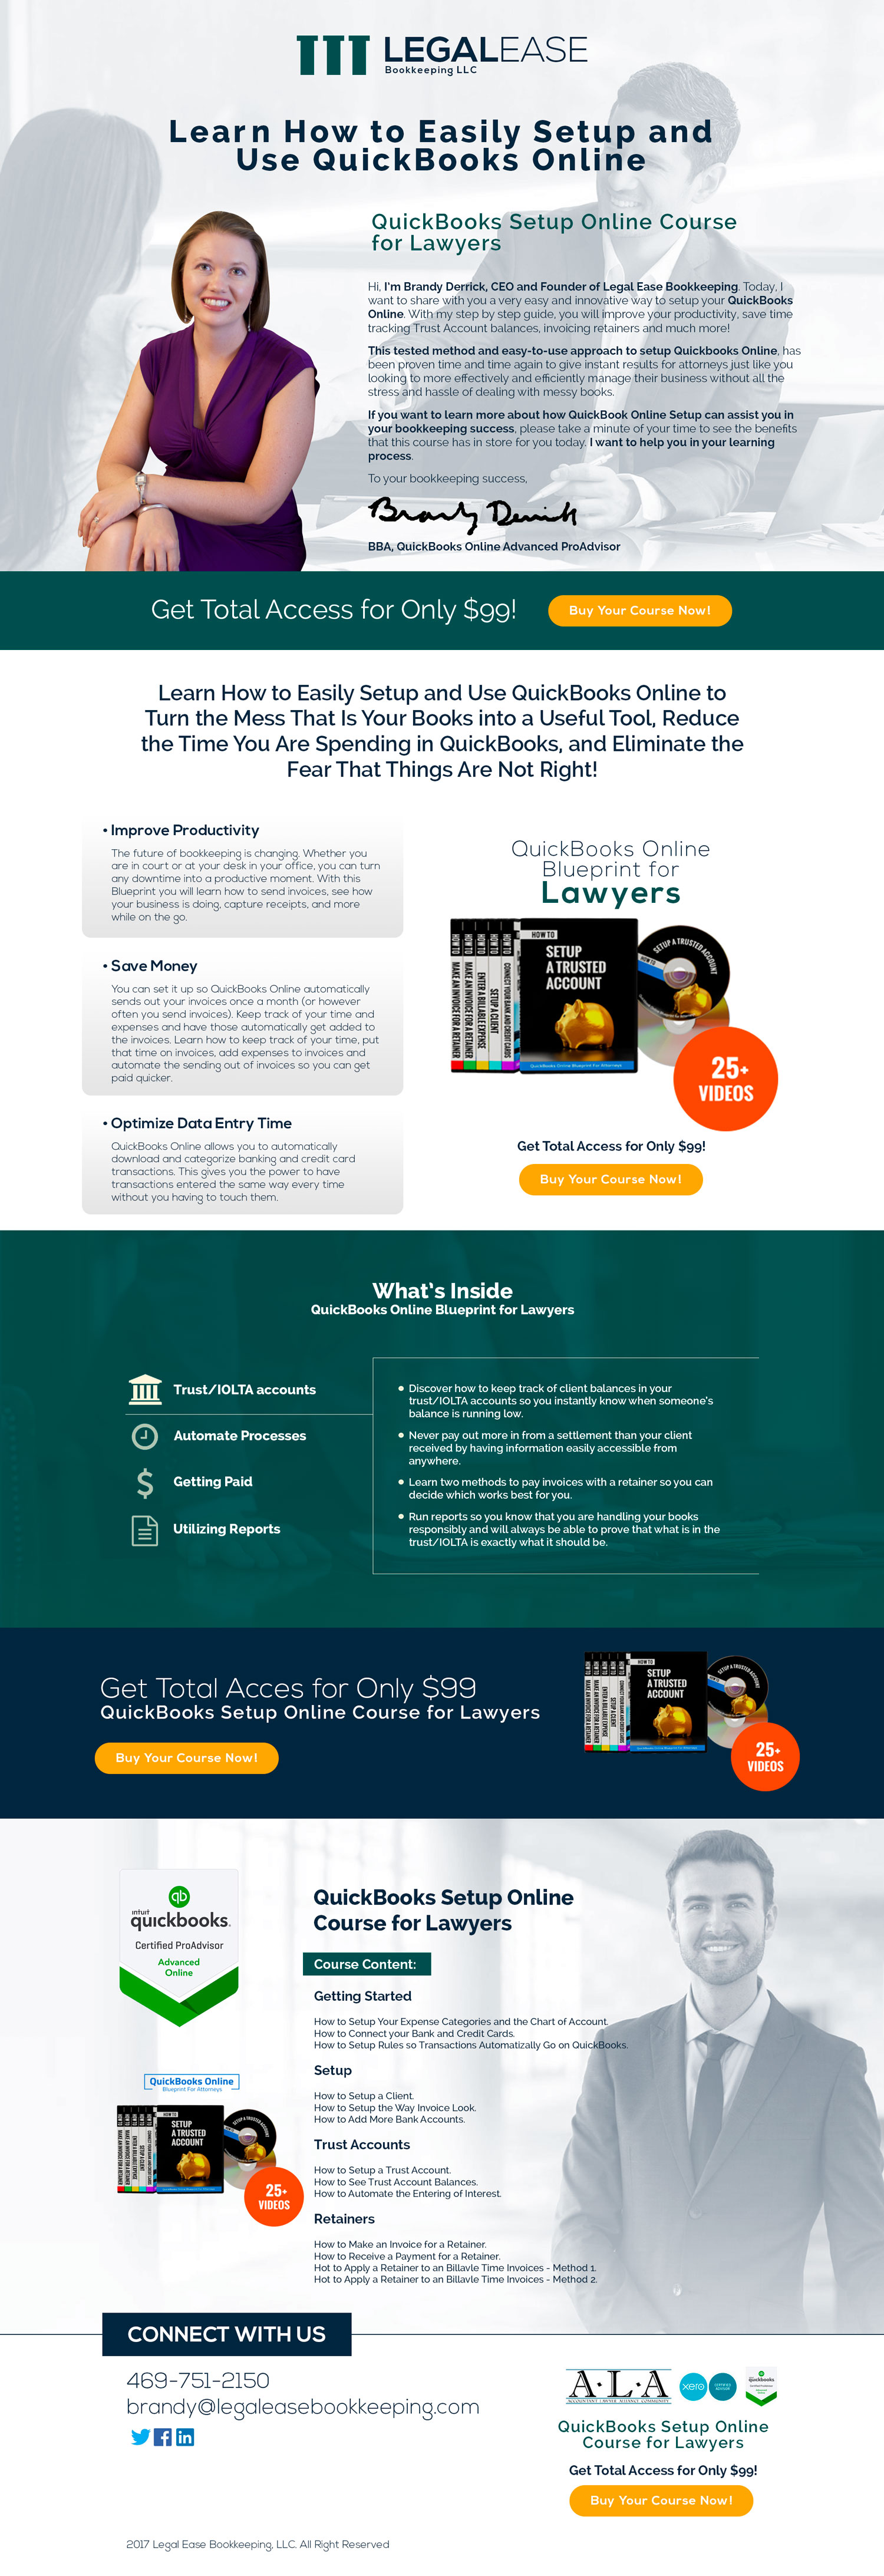 LEGALEASE
Bookkeeping LLC
Learn How to Easily Setup and
Use QuickBooks Online
QuickBooks Setup Online Course
for Lawyers
Hi, I'm Brandy Derrick, CEO and Founder of Legal Ease Bookkeeping. Today, I
want to share with you a very easy and innovative way to setup your QuickBooks
Online. With my step by step guide, you will improve your productivity, save time
tracking Trust Account balances, invoicing retainers and much more!
This tested method and easy-to-use approach to setup Quickbooks Online, has
been proven time and time again to give instant results for attorneys just like you
looking to more effectively and efficiently manage their business without all the
stress and hassle of dealing with messy books.
If you want to learn more about how QuickBook Online Setup can assist you in
your bookkeeping success, please take a minute of your time to see the benefits
that this course has in store for you today. I want to help you in your learning
process.
To your bookkeeping success,
Brandy Derrick
BBA, QuickBooks Online Advanced ProAdvisor
Get Total Access for Only $99!
Buy Your Course Now!
Learn How to Easily Setup and Use QuickBooks Online to
Turn the Mess That Is Your Books into a Useful Tool, Reduce
the Time You Are Spending in QuickBooks, and Eliminate the
Fear That Things Are Not Right!
• Improve Productivity
The future of bookkeeping is changing. Whether you
are in court or at your desk in your office, you can turn
any downtime into a productive moment. With this
Blueprint you will learn how to send invoices, see how
your business is doing, capture receipts, and more
while on the go.
• Save Money
You can set it up so QuickBooks Online automatically
sends out your invoices once a month (or however
often you send invoices). Keep track of your time and
expenses and have those automatically get added to
the invoices. Learn how to keep track of your time, put
that time on invoices, add expenses to invoices and
automate the sending out of invoices so you can get
paid quicker.
• Optimize Data Entry Time
QuickBooks Online allows you to automatically
download and categorize banking and credit card
transactions. This gives you the power to have
transactions entered the same way every time
without you having to touch them.
QuickBooks Online
Blueprint for
Lawyers
MAKE AN INVOICE FOR A RETAINER
MAKE AN INVOICE FOR A RETAINER
ENTER A BILLABLE EXPENSE
SETUP A CLIENT
CONNECT YOUR BANK AND CREDIT CARDS
HOW TO
SETUP
A TRUSTED
ACCOUNT
QuickBooks Online Blueprint For Attorneys
HOW TO
SETUP A TRUSTED ACCOUNT
25+
VIDEOS
Get Total Access for Only $99!
Buy Your Course Now!
What's Inside
QuickBooks Online Blueprint for Lawyers
Trust/IOLTA accounts
Automate Processes
Getting Paid
Utilizing Reports
Discover how to keep track of client balances in your
trust/IOLTA accounts so you instantly know when someone's
balance is running low.
Never pay out more in from a settlement than your client
received by having information easily accessible from
anywhere.
Learn two methods to pay invoices with a retainer so you can
decide which works best for you.
Run reports so you know that you are handling your books
responsibly and will always be able to prove that what is in the
trust/IOLTA is exactly what it should be.
Get Total Acces for Only $99
QuickBooks Setup Online Course for Lawyers
Buy Your Course Now!
HOW TO
SETUP
A TRUSTED
ACCOUNT
SETUP A TRUSTED ACCOUNT
25+
VIDEOS
qb
intuit
quickbooks.
Certified ProAdvisor
Advanced
Online
QuickBooks Online
Blueprint For Attorneys
SETUP
A TRUSTED
ACCOUNT
25+
VIDEOS
QuickBooks Setup Online
Course for Lawyers
Course Content:
Getting Started
How to Setup Your Expense Categories and the Chart of Account.
How to Connect your Bank and Credit Cards.
How to Setup Rules so Transactions Automatizally Go on QuickBooks.
Setup
How to Setup a Client.
How to Setup the Way Invoice Look.
How to Add More Bank Accounts.
Trust Accounts
How to Setup a Trust Account.
How to See Trust Account Balances.
How to Automate the Entering of Interest.
Retainers
How to Make an Invoice for a Retainer.
How to Receive a Payment for a Retainer.
Hot to Apply a Retainer to an Billavle Time Invoices - Method 1.
Hot to Apply a Retainer to an Billavle Time Invoices - Method 2.
CONNECT WITH US
469-751-2150
brandy@legaleasebookkeeping.com
A·L·A
ACCOUNTANT LAWYER ALLIANCE COMMUNITY
xero
quickbooks
QuickBooks Setup Online
Course for Lawyers
Get Total Access for Only $99!
Buy Your Course Now!
2017 Legal Ease Bookkeeping, LLC. All Right Reserved